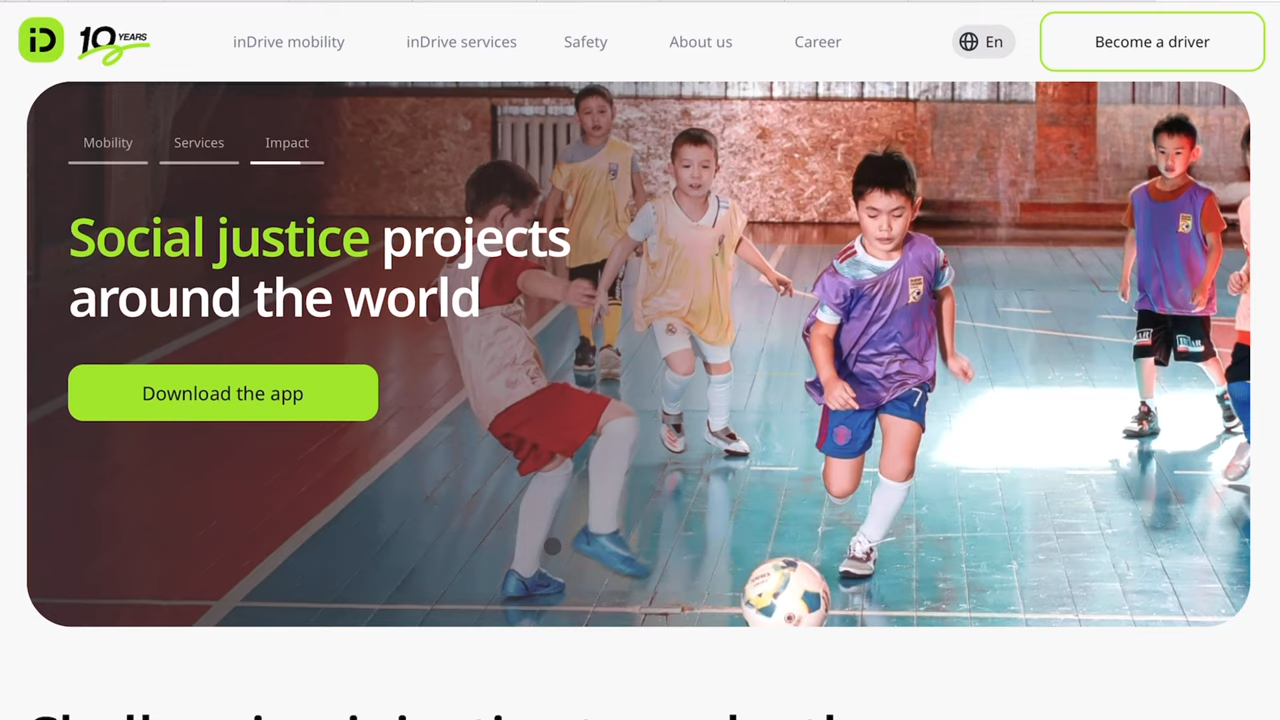 iD
10 YEARS
inDrive mobility
inDrive services
Safety
About us
Career
En
Become a driver
Mobility
Services
Impact
Social justice projects
around the world
Download the app
7